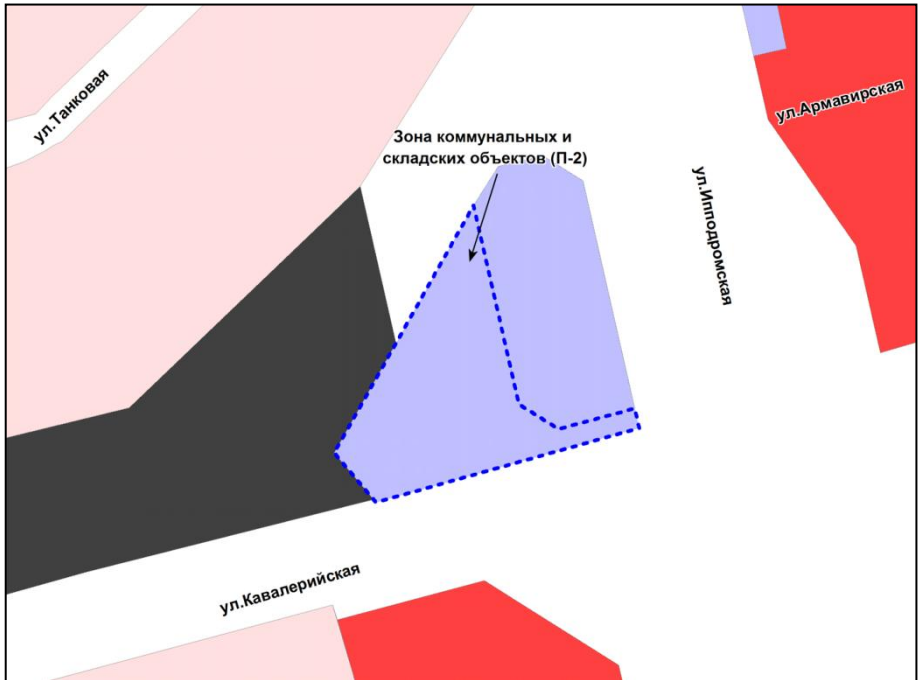 ул.Танковая
ул.Армавирская
Зона коммунальных и
складских объектов (П-2)
ул.Ипподромская
ул.Кавалерийская